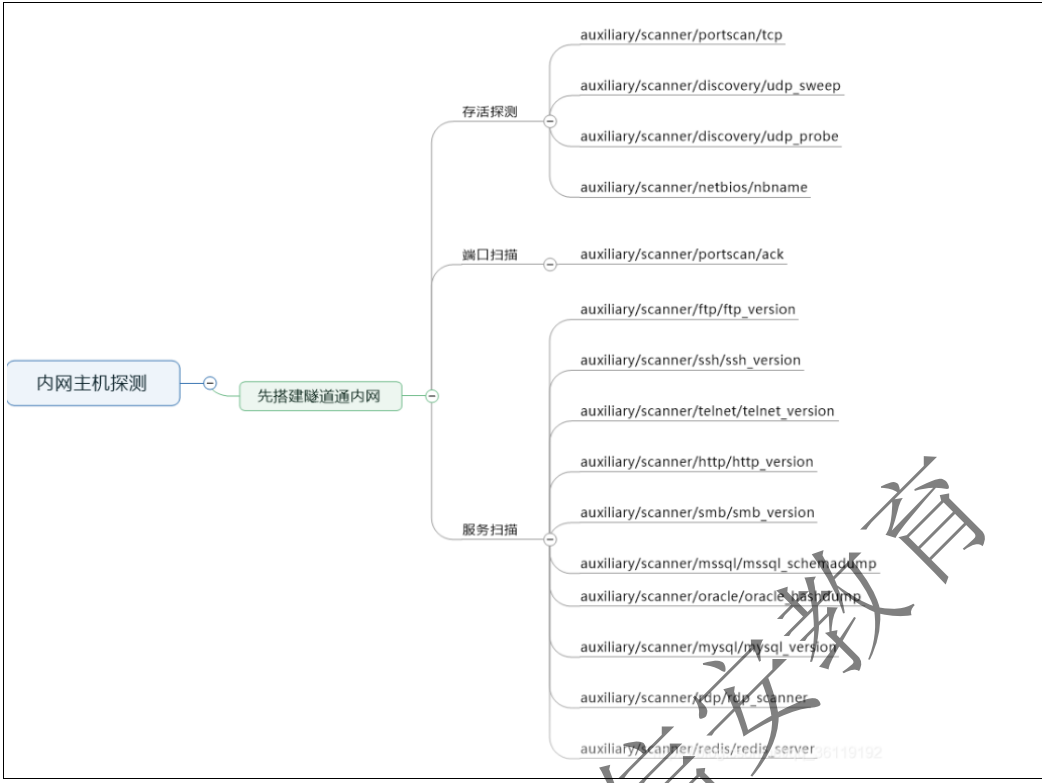 auxiliary/scanner/portscan/tcp
auxiliary/scanner/discovery/udp_sweep
存活探测
auxiliary/scanner/discovery/udp_probe
auxiliary/scanner/netbios/nbname
端口扫描
auxiliary/scanner/portscan/ack
auxiliary/scanner/ftp/ftp_version
auxiliary/scanner/ssh/ssh_version
内网主机探测
先搭建隧道通内网
auxiliary/scanner/telnet/telnet_version
auxiliary/scanner/http/http_version
auxiliary/scanner/smb/smb_version
服务扫描
auxiliary/scanner/mssql/mssql_schemadump
auxiliary/scanner/oracle/oracle_hashdump
auxiliary/scanner/mysql/mysql_version
auxiliary/scanner/rdp/rdp_scanner
auxiliary/scanner/redis/redis_server
信安教育